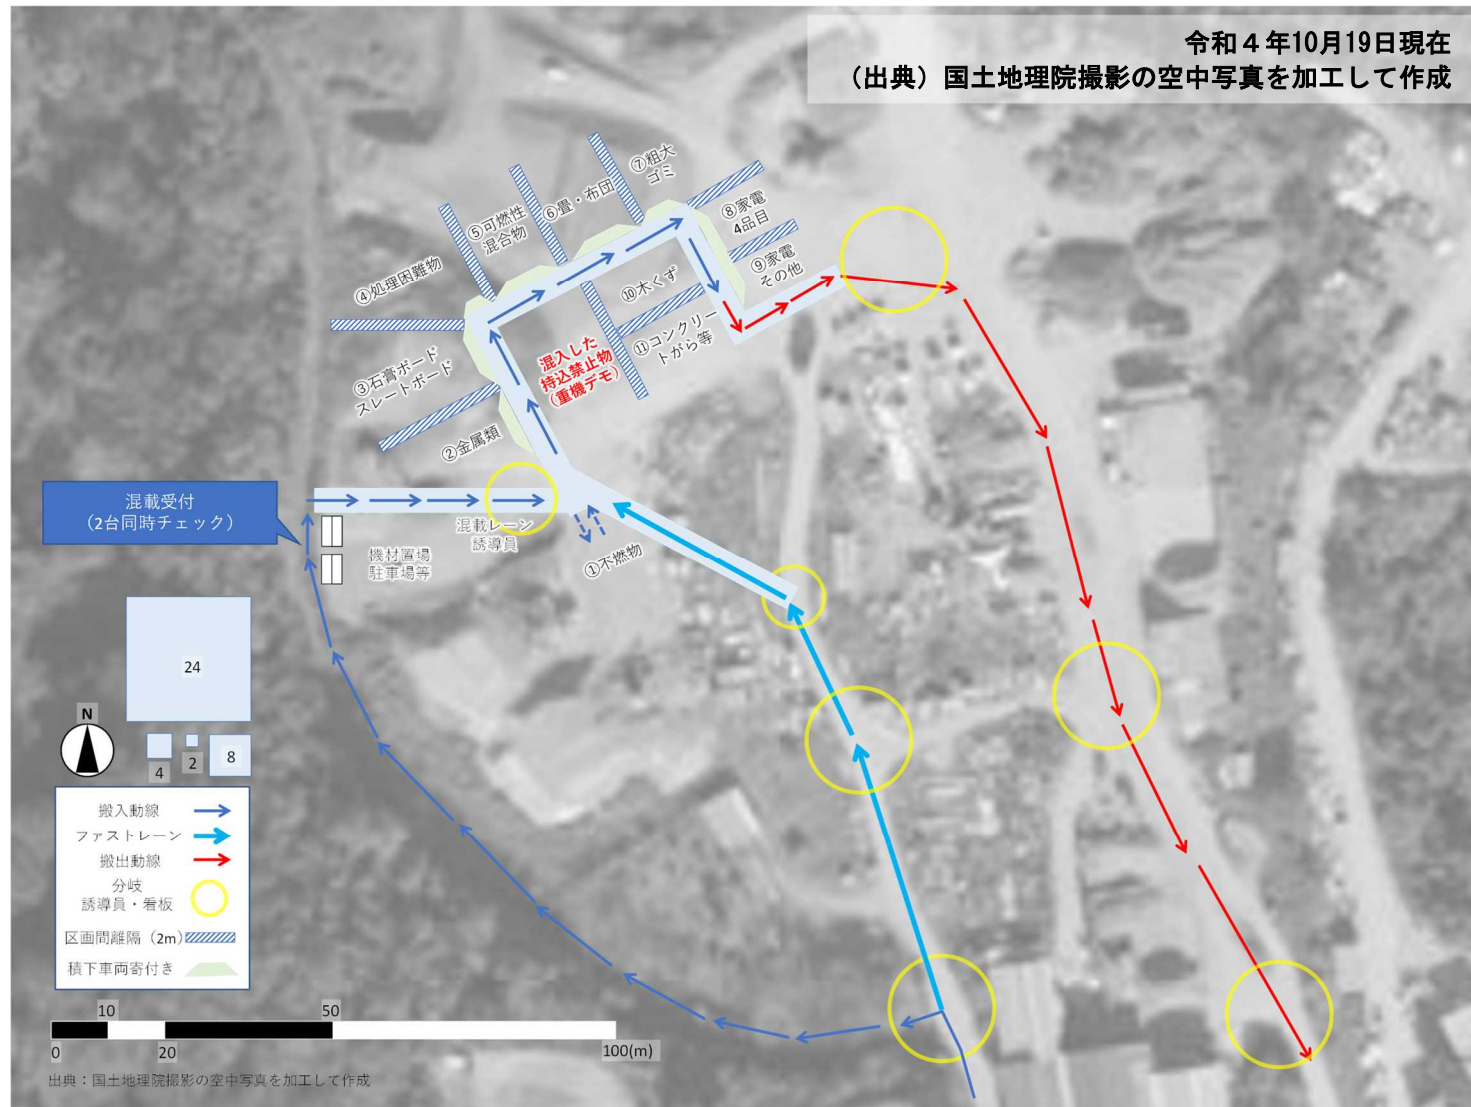 令和４年10月19日現在
（出典）国土地理院撮影の空中写真を加工して作成
⑦粗大
ゴミ
⑥畳・布団
⑧家電
4品目
⑤可燃性
混合物
⑨家電
その他
④処理困難物
⑩木くず
⑪コンクリー
トがら等
混入した
持込禁止物
（重機デモ）
③石膏ボード
スレートボード
②金属類
混載受付
（2台同時チェック）
混載レーン
誘導員
機材置場
駐車場等
①不燃物
24
N
4
2
8
搬入動線
ファストレーン
搬出動線
分岐
誘導員・看板
区画間離隔（2m）
積下車両寄付き
10
50
0
20
100(m)
出典：国土地理院撮影の空中写真を加工して作成